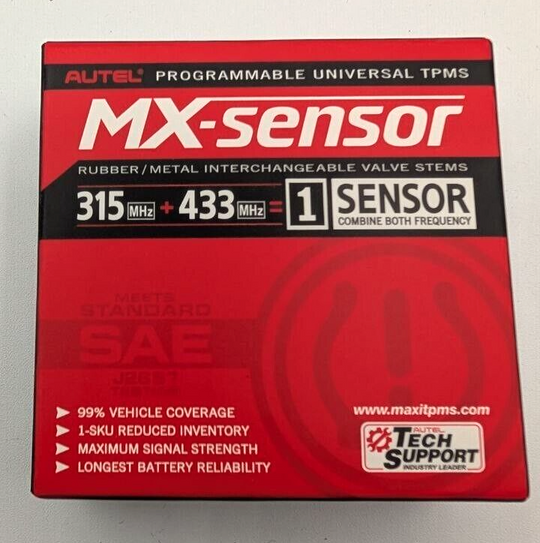 AUTEL® PROGRAMMABLE UNIVERSAL TPMS
MX-sensor
RUBBER/METAL INTERCHANGEABLE VALVE STEMS
315 MHz + 433 MHz = 1 SENSOR
COMBINE BOTH FREQUENCY
MEETS
STANDARD
SAE
J2657
➤ 99% VEHICLE COVERAGE
➤ 1-SKU REDUCED INVENTORY
➤ MAXIMUM SIGNAL STRENGTH
➤ LONGEST BATTERY RELIABILITY
www.maxitpms.com
AUTEL
TECH
SUPPORT
INDUSTRY LEADER